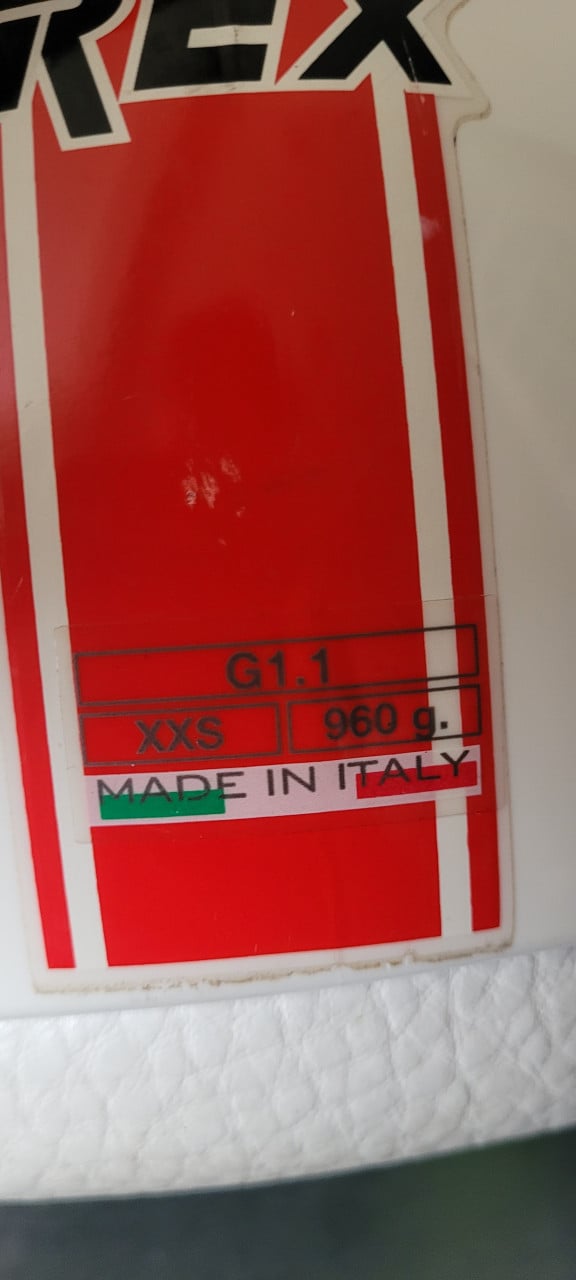 REX
G1.1
XXS 960 g.
MADE IN ITALY